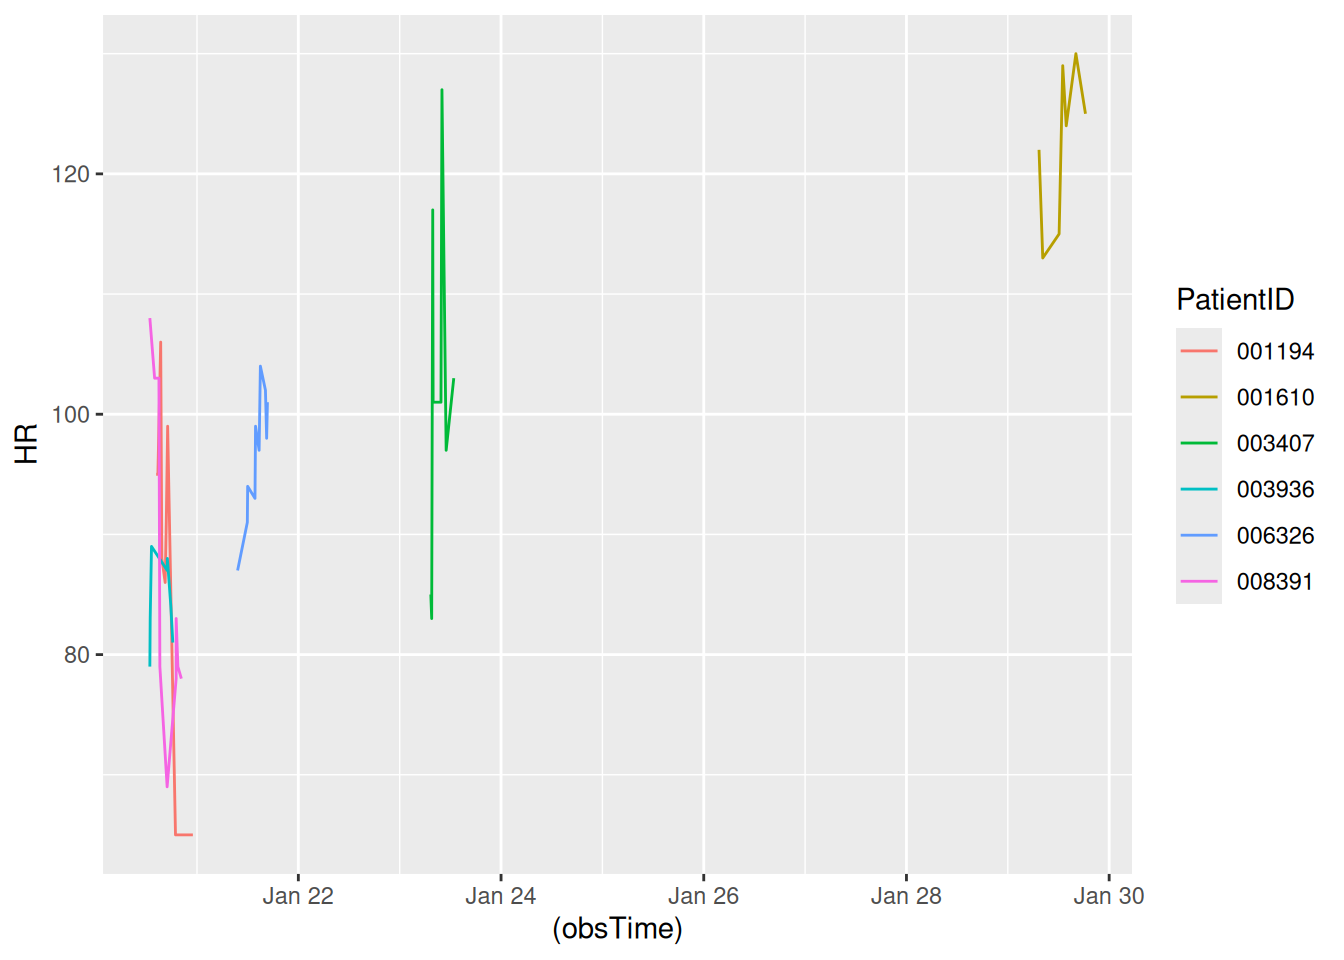 HR
120
100
80
Jan 22
Jan 24
Jan 26
Jan 28
Jan 30
(obsTime)
PatientID
001194
001610
003407
003936
006326
008391